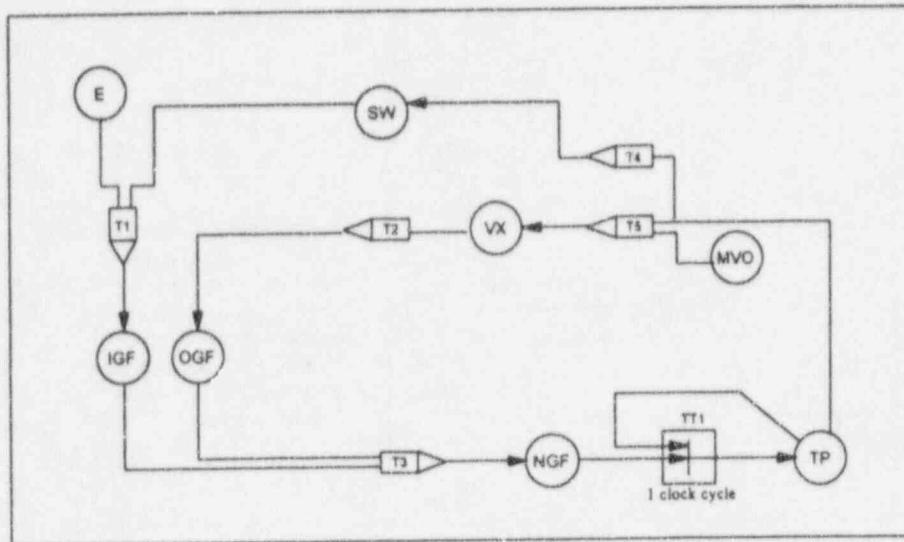 E
SW
T4
T1
T2
VX
T5
MVO
IGF
OGF
TT1
T3
NGF
TP
1 clock cycle